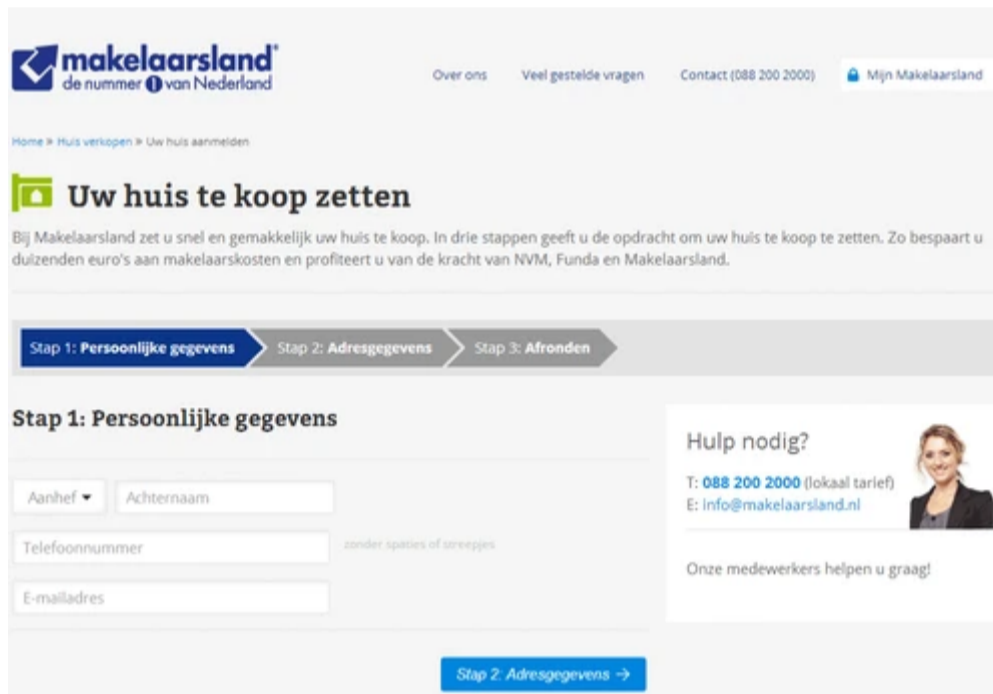 makelaarsland®
de nummer 1 van Nederland
Over ons
Veel gestelde vragen
Contact (088 200 2000)
Mijn Makelaarsland
Home » Huis verkopen » Uw huis aanmelden
Uw huis te koop zetten
Bij Makelaarsland zet u snel en gemakkelijk uw huis te koop. In drie stappen geeft u de opdracht om uw huis te koop te zetten. Zo bespaart u
duizenden euro's aan makelaarskosten en profiteert u van de kracht van NVM, Funda en Makelaarsland.
Stap 1: Persoonlijke gegevens
Stap 2: Adresgegevens
Stap 3: Afronden
Stap 1: Persoonlijke gegevens
Aanhef
Achternaam
Telefoonnummer
zonder spaties of streepjes
E-mailadres
Stap 2: Adresgegevens →
Hulp nodig?
T: 088 200 2000 (lokaal tarief)
E: info@makelaarsland.nl
Onze medewerkers helpen u graag!